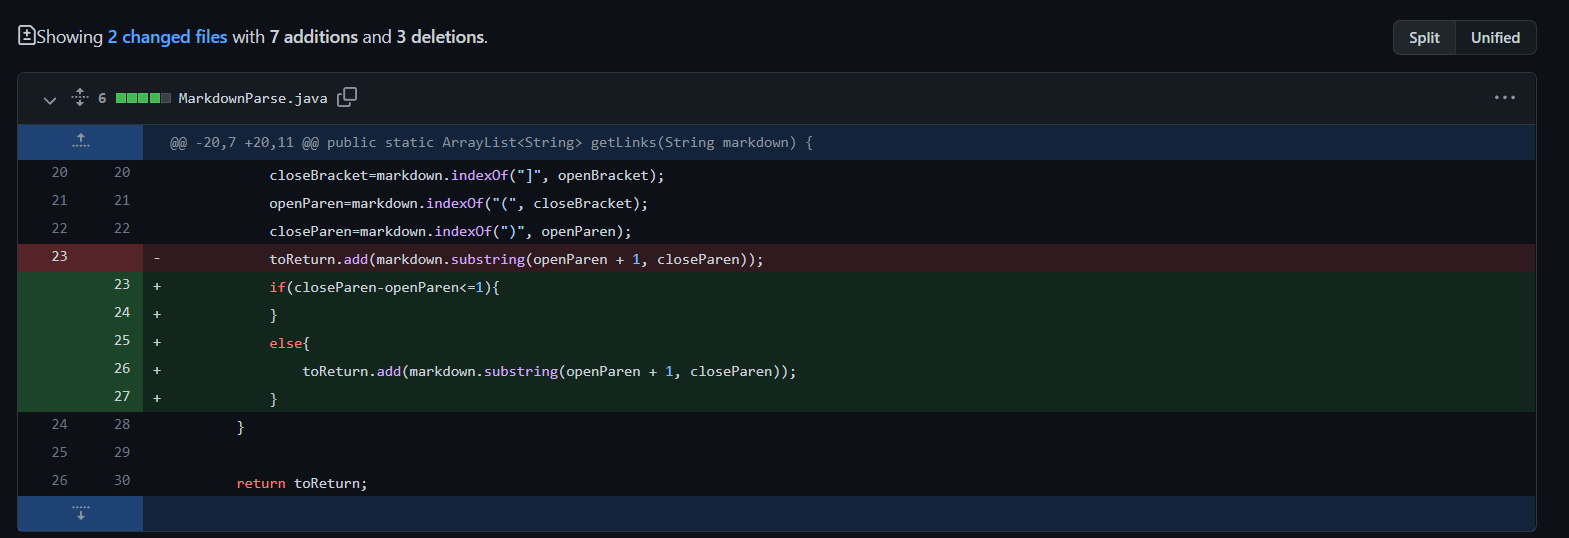 Showing 2 changed files with 7 additions and 3 deletions.
Split Unified
6 MarkdownParse.java
@@ -20,7 +20,11 @@ public static ArrayList<String> getLinks(String markdown) {
20 20 closeBracket=markdown.indexOf("]", openBracket);
21 21 openParen=markdown.indexOf("(", closeBracket);
22 22 closeParen=markdown.indexOf(")", openParen);
23 - toReturn.add(markdown.substring(openParen + 1, closeParen));
23 + if(closeParen-openParen<=1){
24 + }
25 + else{
26 + toReturn.add(markdown.substring(openParen + 1, closeParen));
27 + }
24 28 }
25 29
26 30 return toReturn;